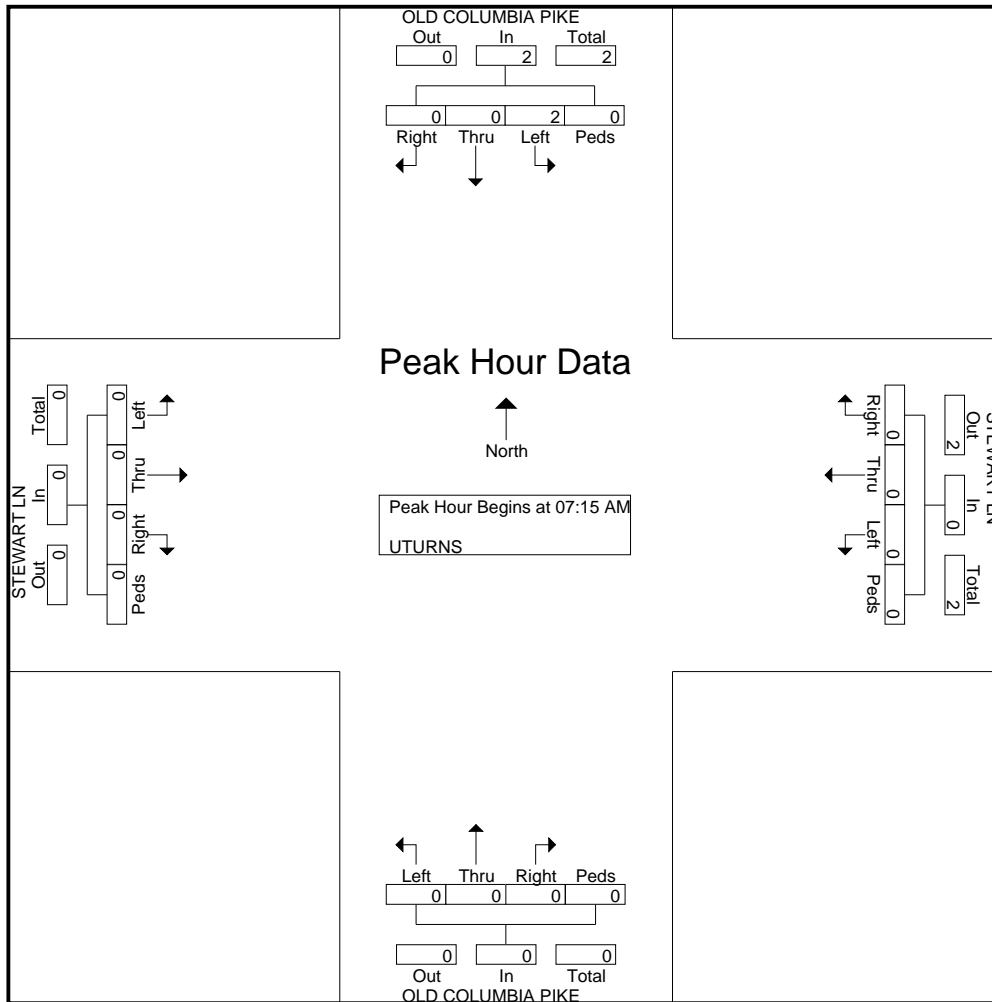 OLD COLUMBIA PIKE
Out In Total
0 2 2
0 0 2 0
Right Thru Left Peds
Peak Hour Data
North
Peak Hour Begins at 07:15 AM
UTURNS
STEWART LN
Out In Total
0 0 0
0 0 0 0
Left Thru Right Peds
STEWART LN
Out In Total
2 0 2
0 0 0 0
Right Thru Left Peds
Left Thru Right Peds
0 0 0 0
0 0 0
Out In Total
OLD COLUMBIA PIKE